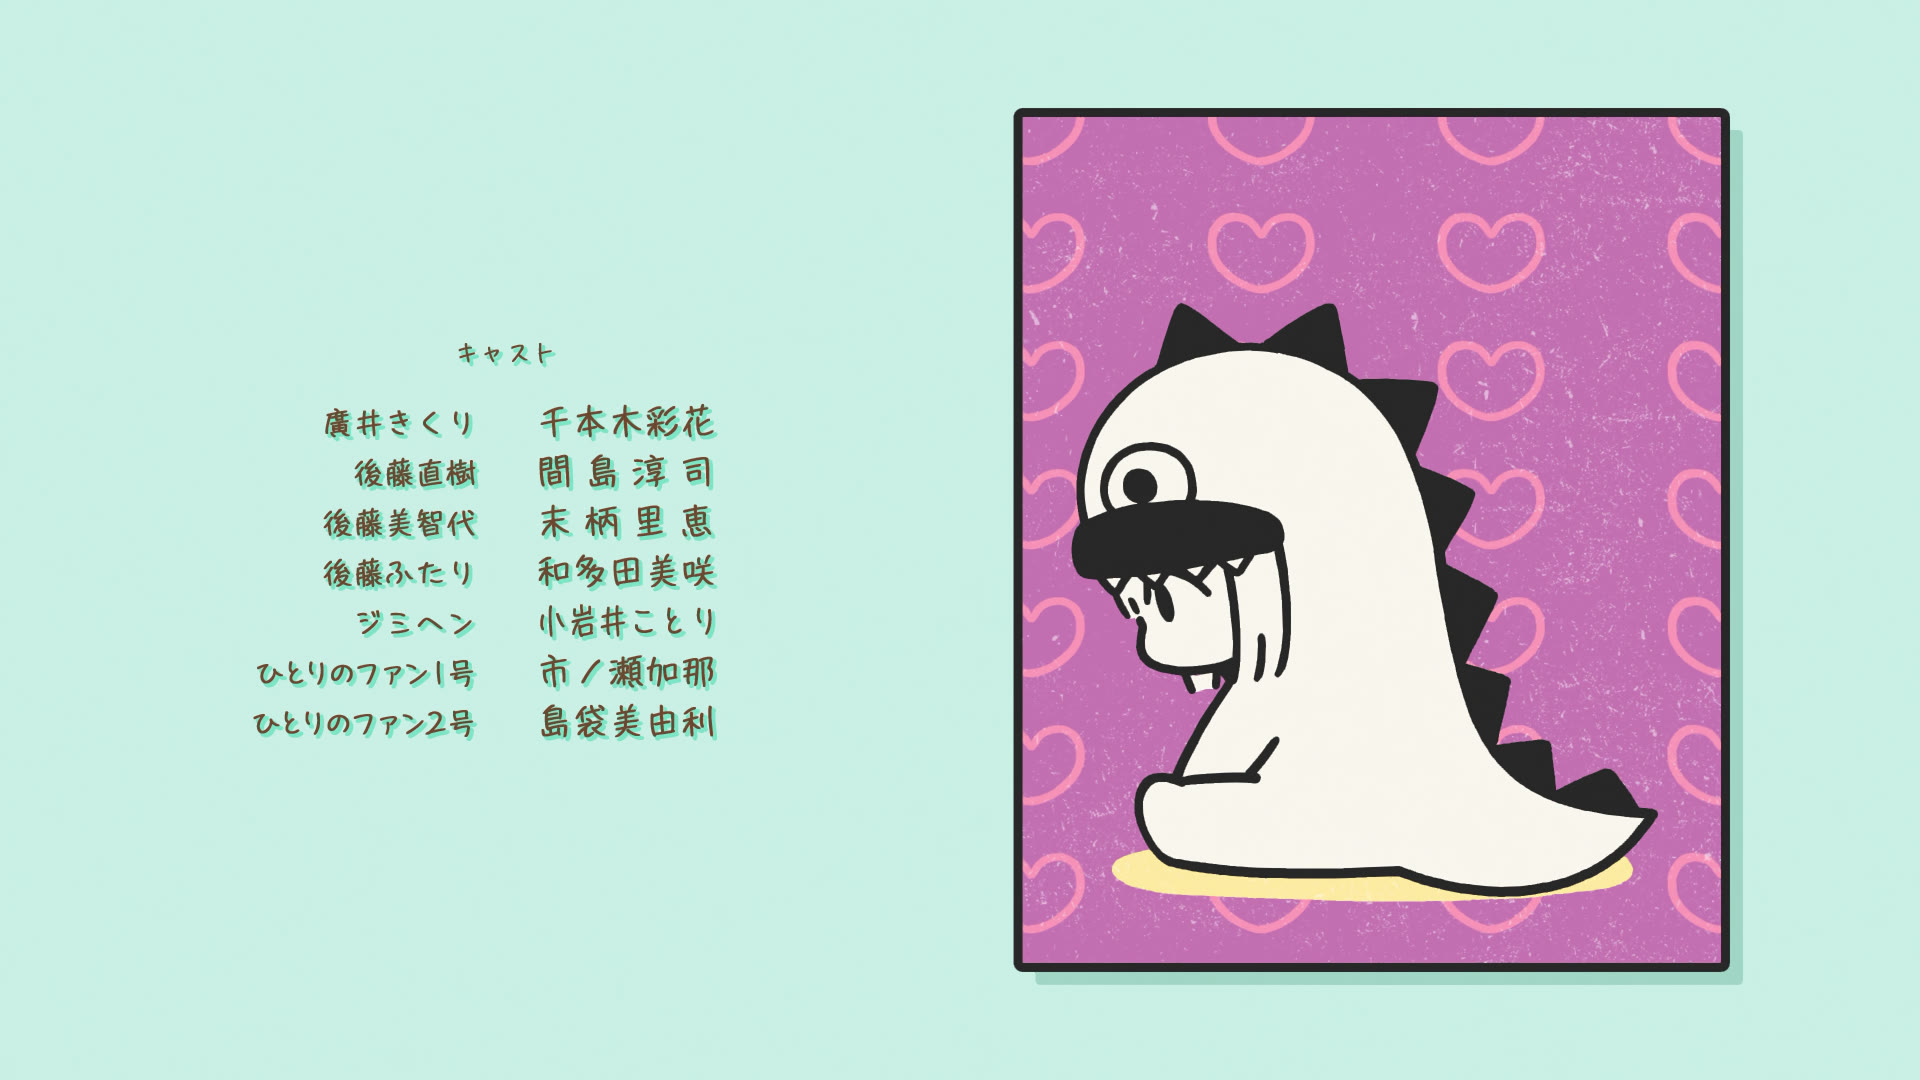 キャスト
廣井きくり 千本木彩花
後藤直樹 間島淳司
後藤美智代 末柄里恵
後藤ふたり 和多田美咲
ジミヘン 小岩井ことり
ひとりのファン1号 市ノ瀬加那
ひとりのファン2号 島袋美由利